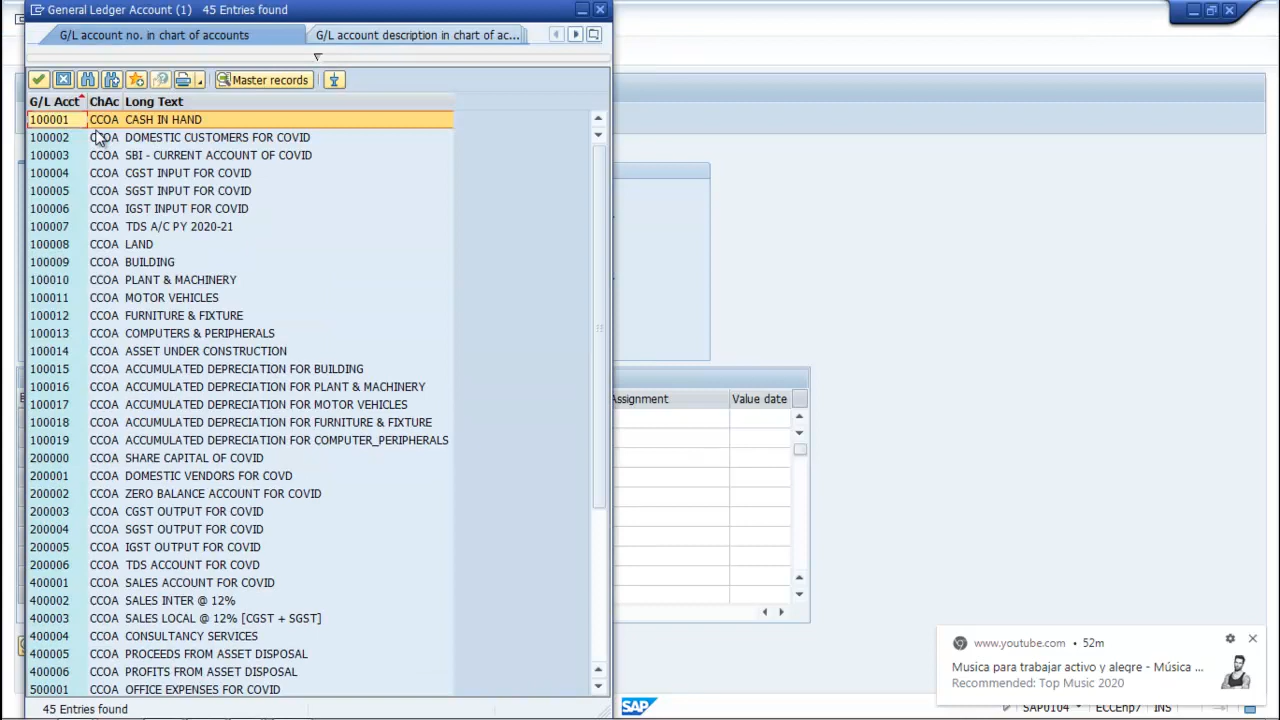 General Ledger Account (1)   45 Entries found
G/L account no. in chart of accounts   G/L account description in chart of ac...
Master records
G/L Acct ChAc Long Text
100001 CCOA CASH IN HAND
100002 CCOA DOMESTIC CUSTOMERS FOR COVID
100003 CCOA SBI - CURRENT ACCOUNT OF COVID
100004 CCOA CGST INPUT FOR COVID
100005 CCOA SGST INPUT FOR COVID
100006 CCOA IGST INPUT FOR COVID
100007 CCOA TDS A/C PY 2020-21
100008 CCOA LAND
100009 CCOA BUILDING
100010 CCOA PLANT & MACHINERY
100011 CCOA MOTOR VEHICLES
100012 CCOA FURNITURE & FIXTURE
100013 CCOA COMPUTERS & PERIPHERALS
100014 CCOA ASSET UNDER CONSTRUCTION
100015 CCOA ACCUMULATED DEPRECIATION FOR BUILDING
100016 CCOA ACCUMULATED DEPRECIATION FOR PLANT & MACHINERY
100017 CCOA ACCUMULATED DEPRECIATION FOR MOTOR VEHICLES
100018 CCOA ACCUMULATED DEPRECIATION FOR FURNITURE & FIXTURE
100019 CCOA ACCUMULATED DEPRECIATION FOR COMPUTER_PERIPHERALS
200000 CCOA SHARE CAPITAL OF COVID
200001 CCOA DOMESTIC VENDORS FOR COVD
200002 CCOA ZERO BALANCE ACCOUNT FOR COVID
200003 CCOA CGST OUTPUT FOR COVID
200004 CCOA SGST OUTPUT FOR COVID
200005 CCOA IGST OUTPUT FOR COVID
200006 CCOA TDS ACCOUNT FOR COVD
400001 CCOA SALES ACCOUNT FOR COVID
400002 CCOA SALES INTER @ 12%
400003 CCOA SALES LOCAL @ 12% [CGST + SGST]
400004 CCOA CONSULTANCY SERVICES
400005 CCOA PROCEEDS FROM ASSET DISPOSAL
400006 CCOA PROFITS FROM ASSET DISPOSAL
500001 CCOA OFFICE EXPENSES FOR COVID
45 Entries found
Assignment Value date
www.youtube.com • 52m
Musica para trabajar activo y alegre - Música ...
Recommended: Top Music 2020
SAP
SAP0104 ECCEhp7 INS